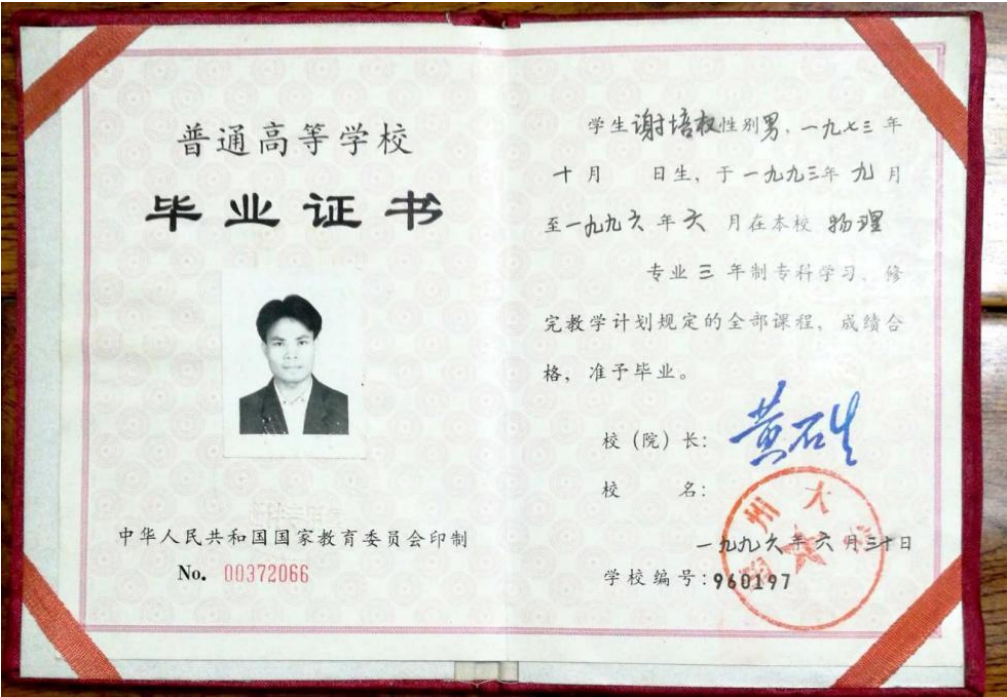 普通高等学校
毕业证书
中华人民共和国国家教育委员会印制
No. 00372066
学生谢培权性别男，一九七三年
十月 日生，于一九九三年九月
至一九九六年六月在本校 物理
专业三年制专科学习，修
完教学计划规定的全部课程，成绩合
格，准予毕业。
校（院）长：黄石生
校 名：
州大
一九九六年六月三十日
学校编号：960197